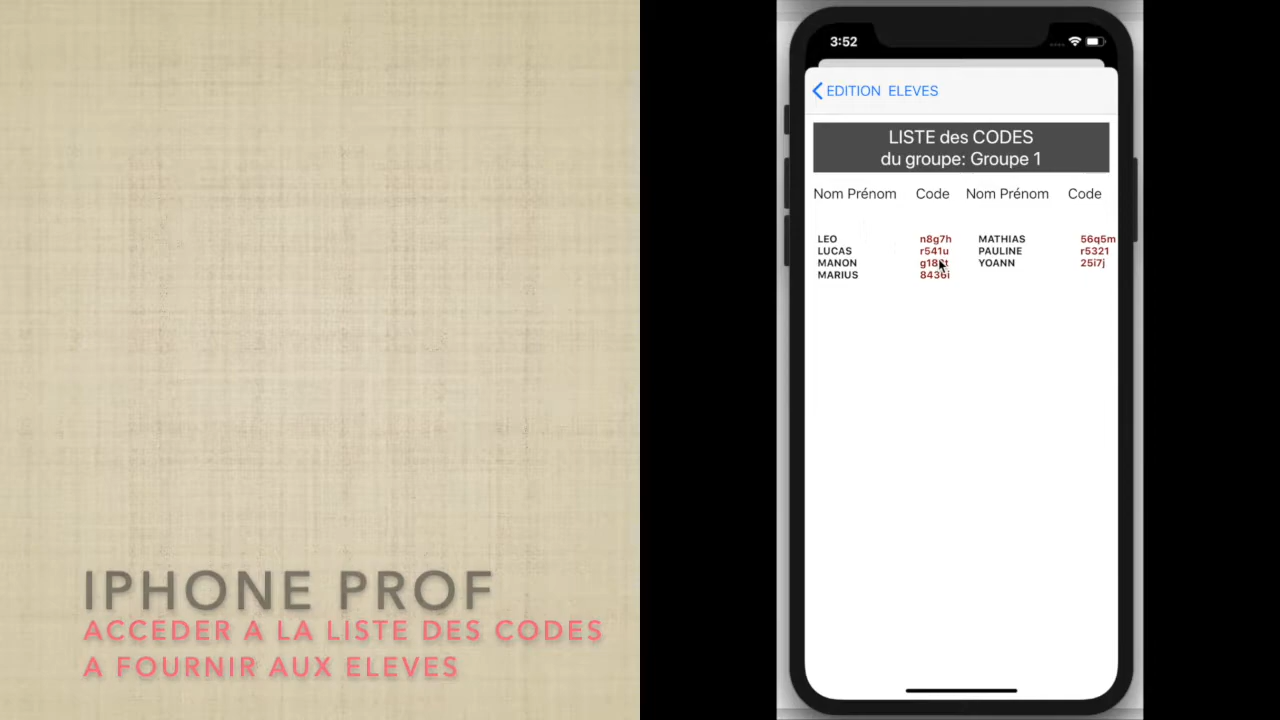 IPHONE PROF
ACCEDER A LA LISTE DES CODES
A FOURNIR AUX ELEVES
3:52
EDITION ELEVES
LISTE des CODES
du groupe: Groupe 1
Nom Prénom Code Nom Prénom Code
LEO n8g7h MATHIAS 56q5m
LUCAS r541u PAULINE r5321
MANON YOANN 25i7j
MARIUS 8436i